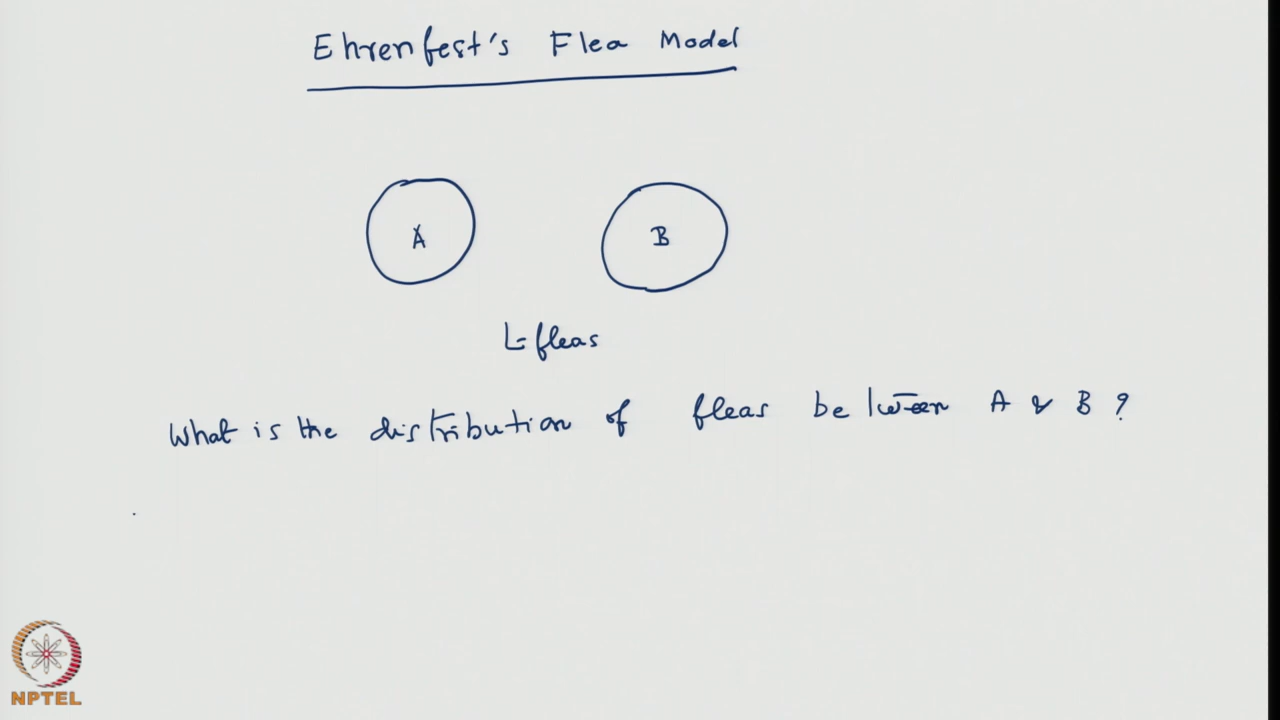 Ehrenfest's Flea Model
A
B
L-fleas
What is the distribution of fleas between A & B ?
NPTEL